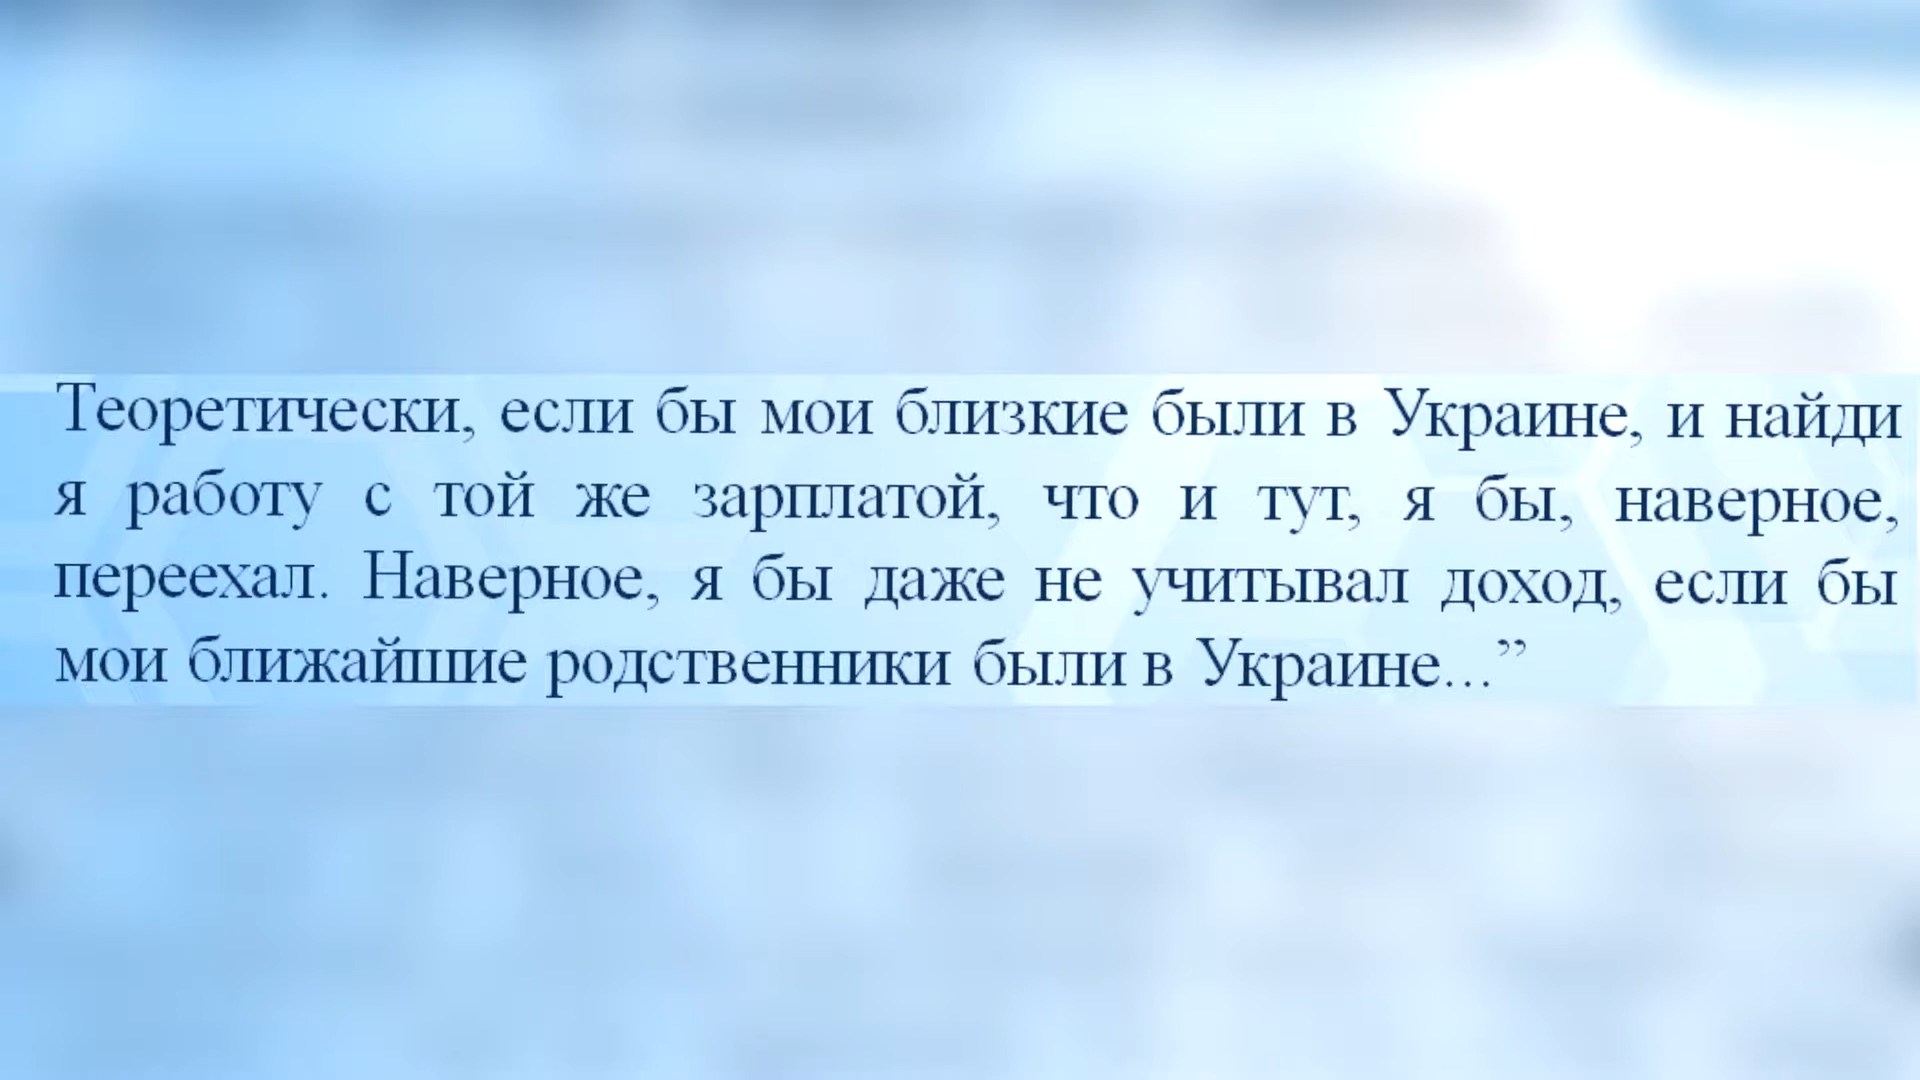 Теоретически, если бы мои близкие были в Украине, и найди
я работу с той же зарплатой, что и тут, я бы, наверное,
переехал. Наверное, я бы даже не учитывал доход, если бы
мои ближайшие родственники были в Украине...”